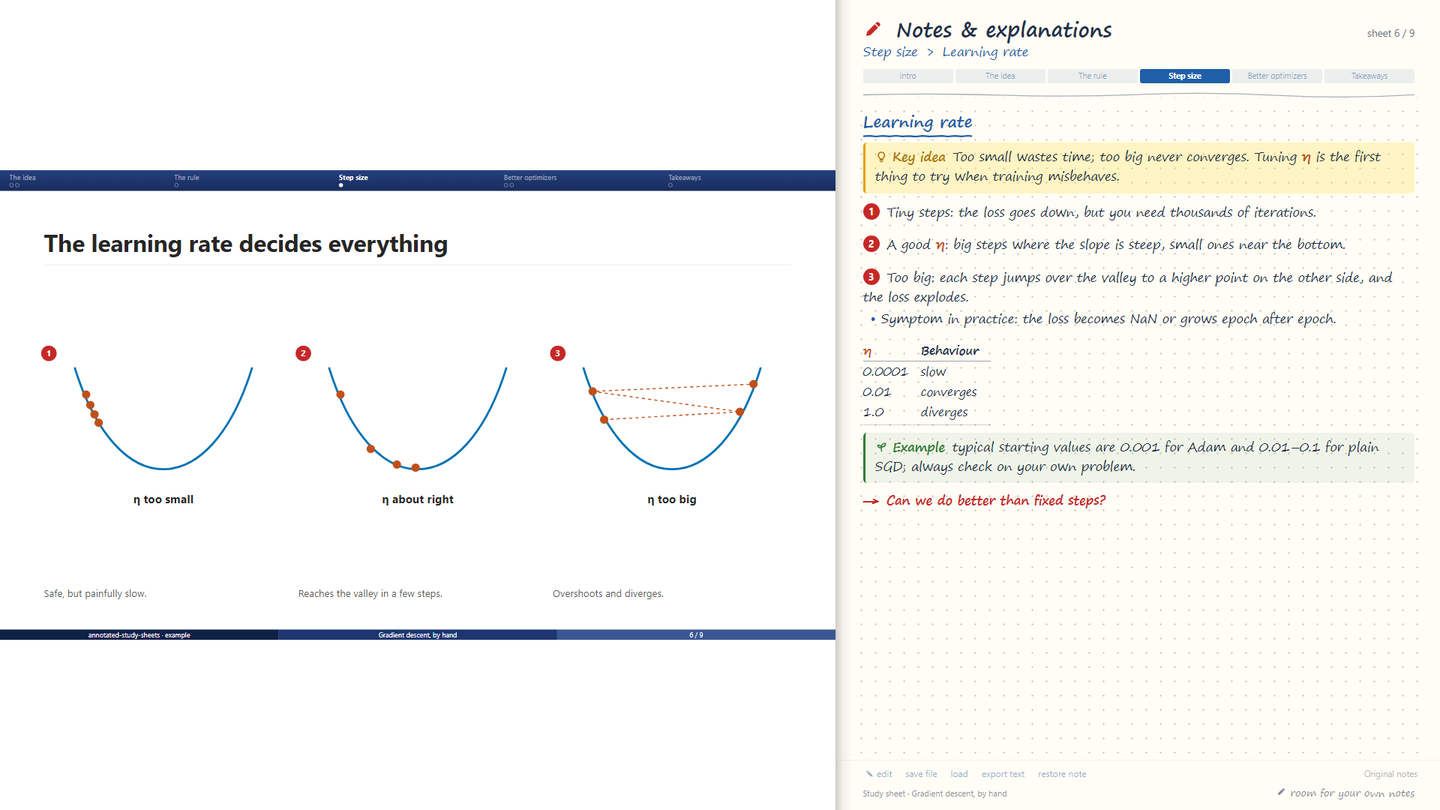 The idea
The rule
Step size
Better optimizers
Takeaways
The learning rate decides everything
1
2
3
η too small
η about right
η too big
Safe, but painfully slow.
Reaches the valley in a few steps.
Overshoots and diverges.
annotated-study-sheets · example
Gradient descent, by hand
6 / 9
Notes & explanations
sheet 6 / 9
Step size > Learning rate
Intro
The idea
The rule
Step size
Better optimizers
Takeaways
Learning rate
Key idea Too small wastes time; too big never converges. Tuning η is the first
thing to try when training misbehaves.
1 Tiny steps: the loss goes down, but you need thousands of iterations.
2 A good η: big steps where the slope is steep, small ones near the bottom.
3 Too big: each step jumps over the valley to a higher point on the other side, and
the loss explodes.
• Symptom in practice: the loss becomes NaN or grows epoch after epoch.
η Behaviour
0.0001 slow
0.01 converges
1.0 diverges
Example typical starting values are 0.001 for Adam and 0.01–0.1 for plain
SGD; always check on your own problem.
→ Can we do better than fixed steps?
edit save file load export text restore note
Original notes
Study sheet · Gradient descent, by hand
room for your own notes